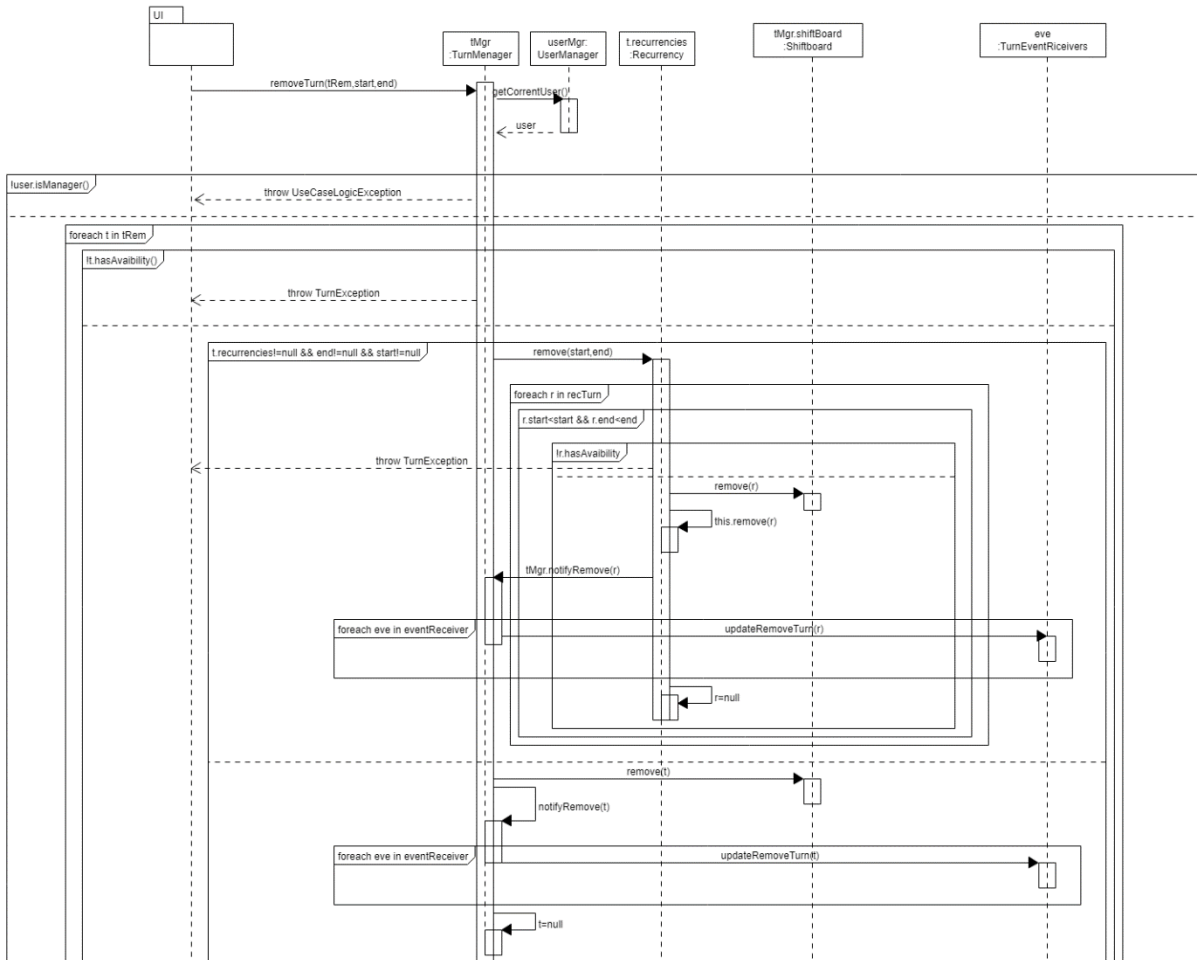 UI
tMgr
:TurnMenager
userMgr:
UserManager
t.recurrencies
:Recurrency
tMgr.shiftBoard
:Shiftboard
eve
:TurnEventRiceivers
removeTurn(tRem,start,end)
getCorrentUser()
user
!user.isManager()
throw UseCaseLogicException
foreach t in tRem
!t.hasAvaibility()
throw TurnException
t.recurrencies!=null && end!=null && start!=null
remove(start,end)
foreach r in recTurn
r.start<start && r.end<end
!r.hasAvaibility
throw TurnException
remove(r)
this.remove(r)
tMgr.notifyRemove(r)
foreach eve in eventReceiver
updateRemoveTurn(r)
r=null
remove(t)
notifyRemove(t)
foreach eve in eventReceiver
updateRemoveTurn(t)
t=null